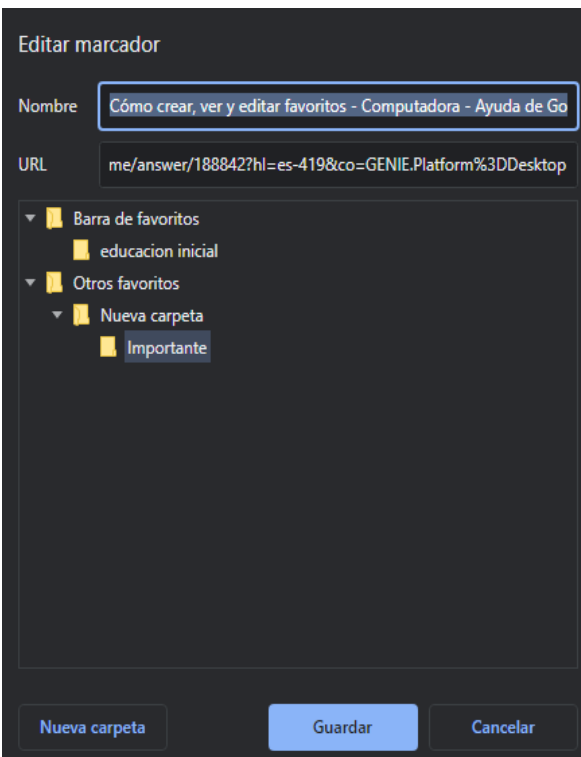 Editar marcador
Nombre Cómo crear, ver y editar favoritos - Computadora - Ayuda de Go
URL me/answer/188842?hl=es-419&co=GENIE.Platform%3DDesktop
Barra de favoritos
educacion inicial
Otros favoritos
Nueva carpeta
Importante
Nueva carpeta Guardar Cancelar